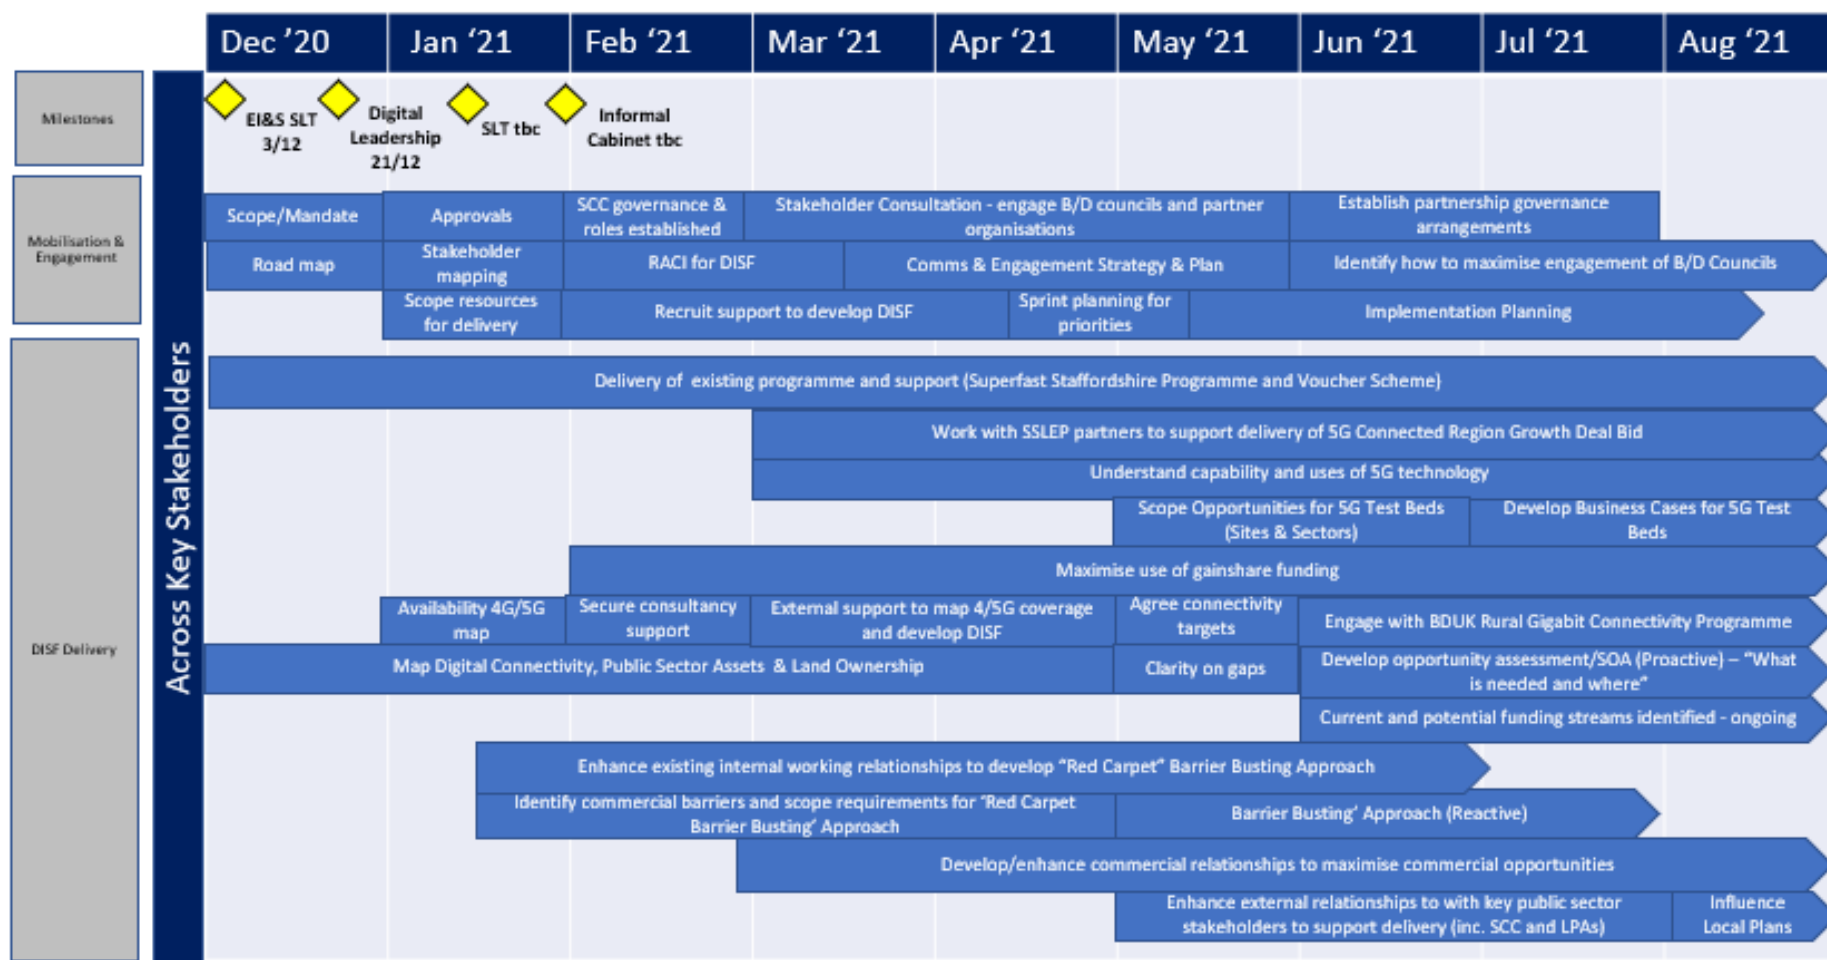 Dec ‘20
Jan ‘21
Feb ‘21
Mar ‘21
Apr ‘21
May ‘21
Jun ‘21
Jul ‘21
Aug ‘21
Milestones
EI&S SLT
3/12
Digital
Leadership
21/12
SLT tbc
Informal
Cabinet tbc
Across Key Stakeholders
Mobilisation &
Engagement
Scope/Mandate
Approvals
SCC governance &
roles established
Stakeholder Consultation - engage B/D councils and partner
organisations
Establish partnership governance
arrangements
Road map
Stakeholder
mapping
RACI for DISF
Comms & Engagement Strategy & Plan
Identify how to maximise engagement of B/D Councils
Scope resources
for delivery
Recruit support to develop DISF
Sprint planning for
priorities
Implementation Planning
DISF Delivery
Delivery of existing programme and support (Superfast Staffordshire Programme and Voucher Scheme)
Work with SSLEP partners to support delivery of 5G Connected Region Growth Deal Bid
Understand capability and uses of 5G technology
Scope Opportunities for 5G Test Beds
(Sites & Sectors)
Develop Business Cases for 5G Test
Beds
Maximise use of gainshare funding
Availability 4G/5G
map
Secure consultancy
support
External support to map 4/5G coverage
and develop DISF
Agree connectivity
targets
Engage with BDUK Rural Gigabit Connectivity Programme
Map Digital Connectivity, Public Sector Assets & Land Ownership
Clarity on gaps
Develop opportunity assessment/SOA (Proactive) – “What
is needed and where”
Current and potential funding streams identified - ongoing
Enhance existing internal working relationships to develop “Red Carpet” Barrier Busting Approach
Identify commercial barriers and scope requirements for ‘Red Carpet
Barrier Busting’ Approach
Barrier Busting’ Approach (Reactive)
Develop/enhance commercial relationships to maximise commercial opportunities
Enhance external relationships to with key public sector
stakeholders to support delivery (inc. SCC and LPAs)
Influence
Local Plans